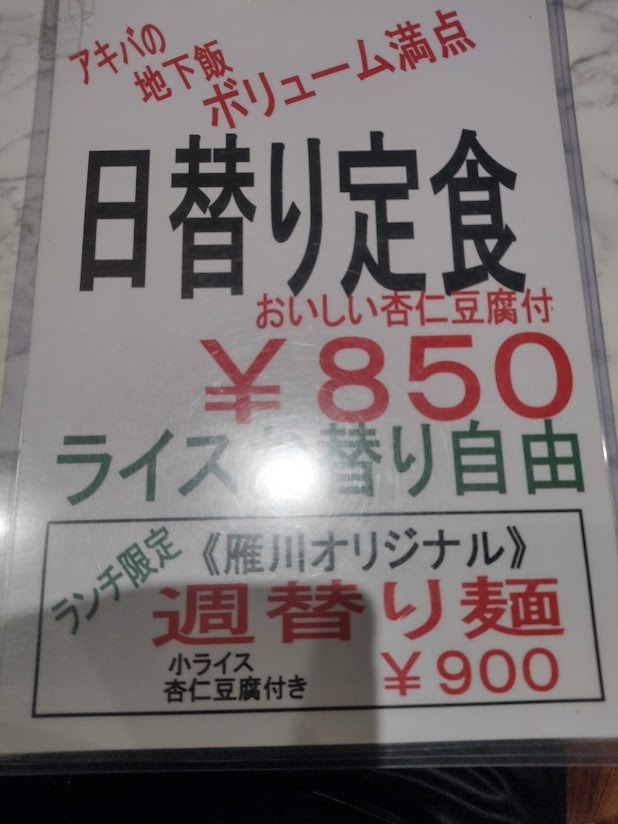 アキバの
地下飯
ボリューム満点
日替り定食
おいしい杏仁豆腐付
¥850
ライスお替り自由
ランチ限定
《雁川オリジナル》
週替り麺
小ライス
杏仁豆腐付き
¥900